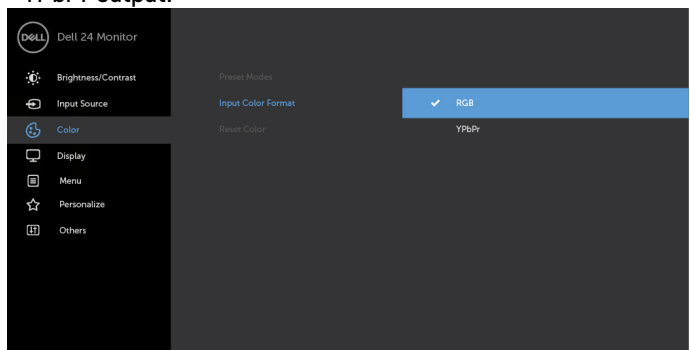 DELL
Dell 24 Monitor
Brightness/Contrast
Preset Modes
Input Source
Input Color Format
RGB
Color
Reset Color
YPbPr
Display
Menu
Personalize
Others